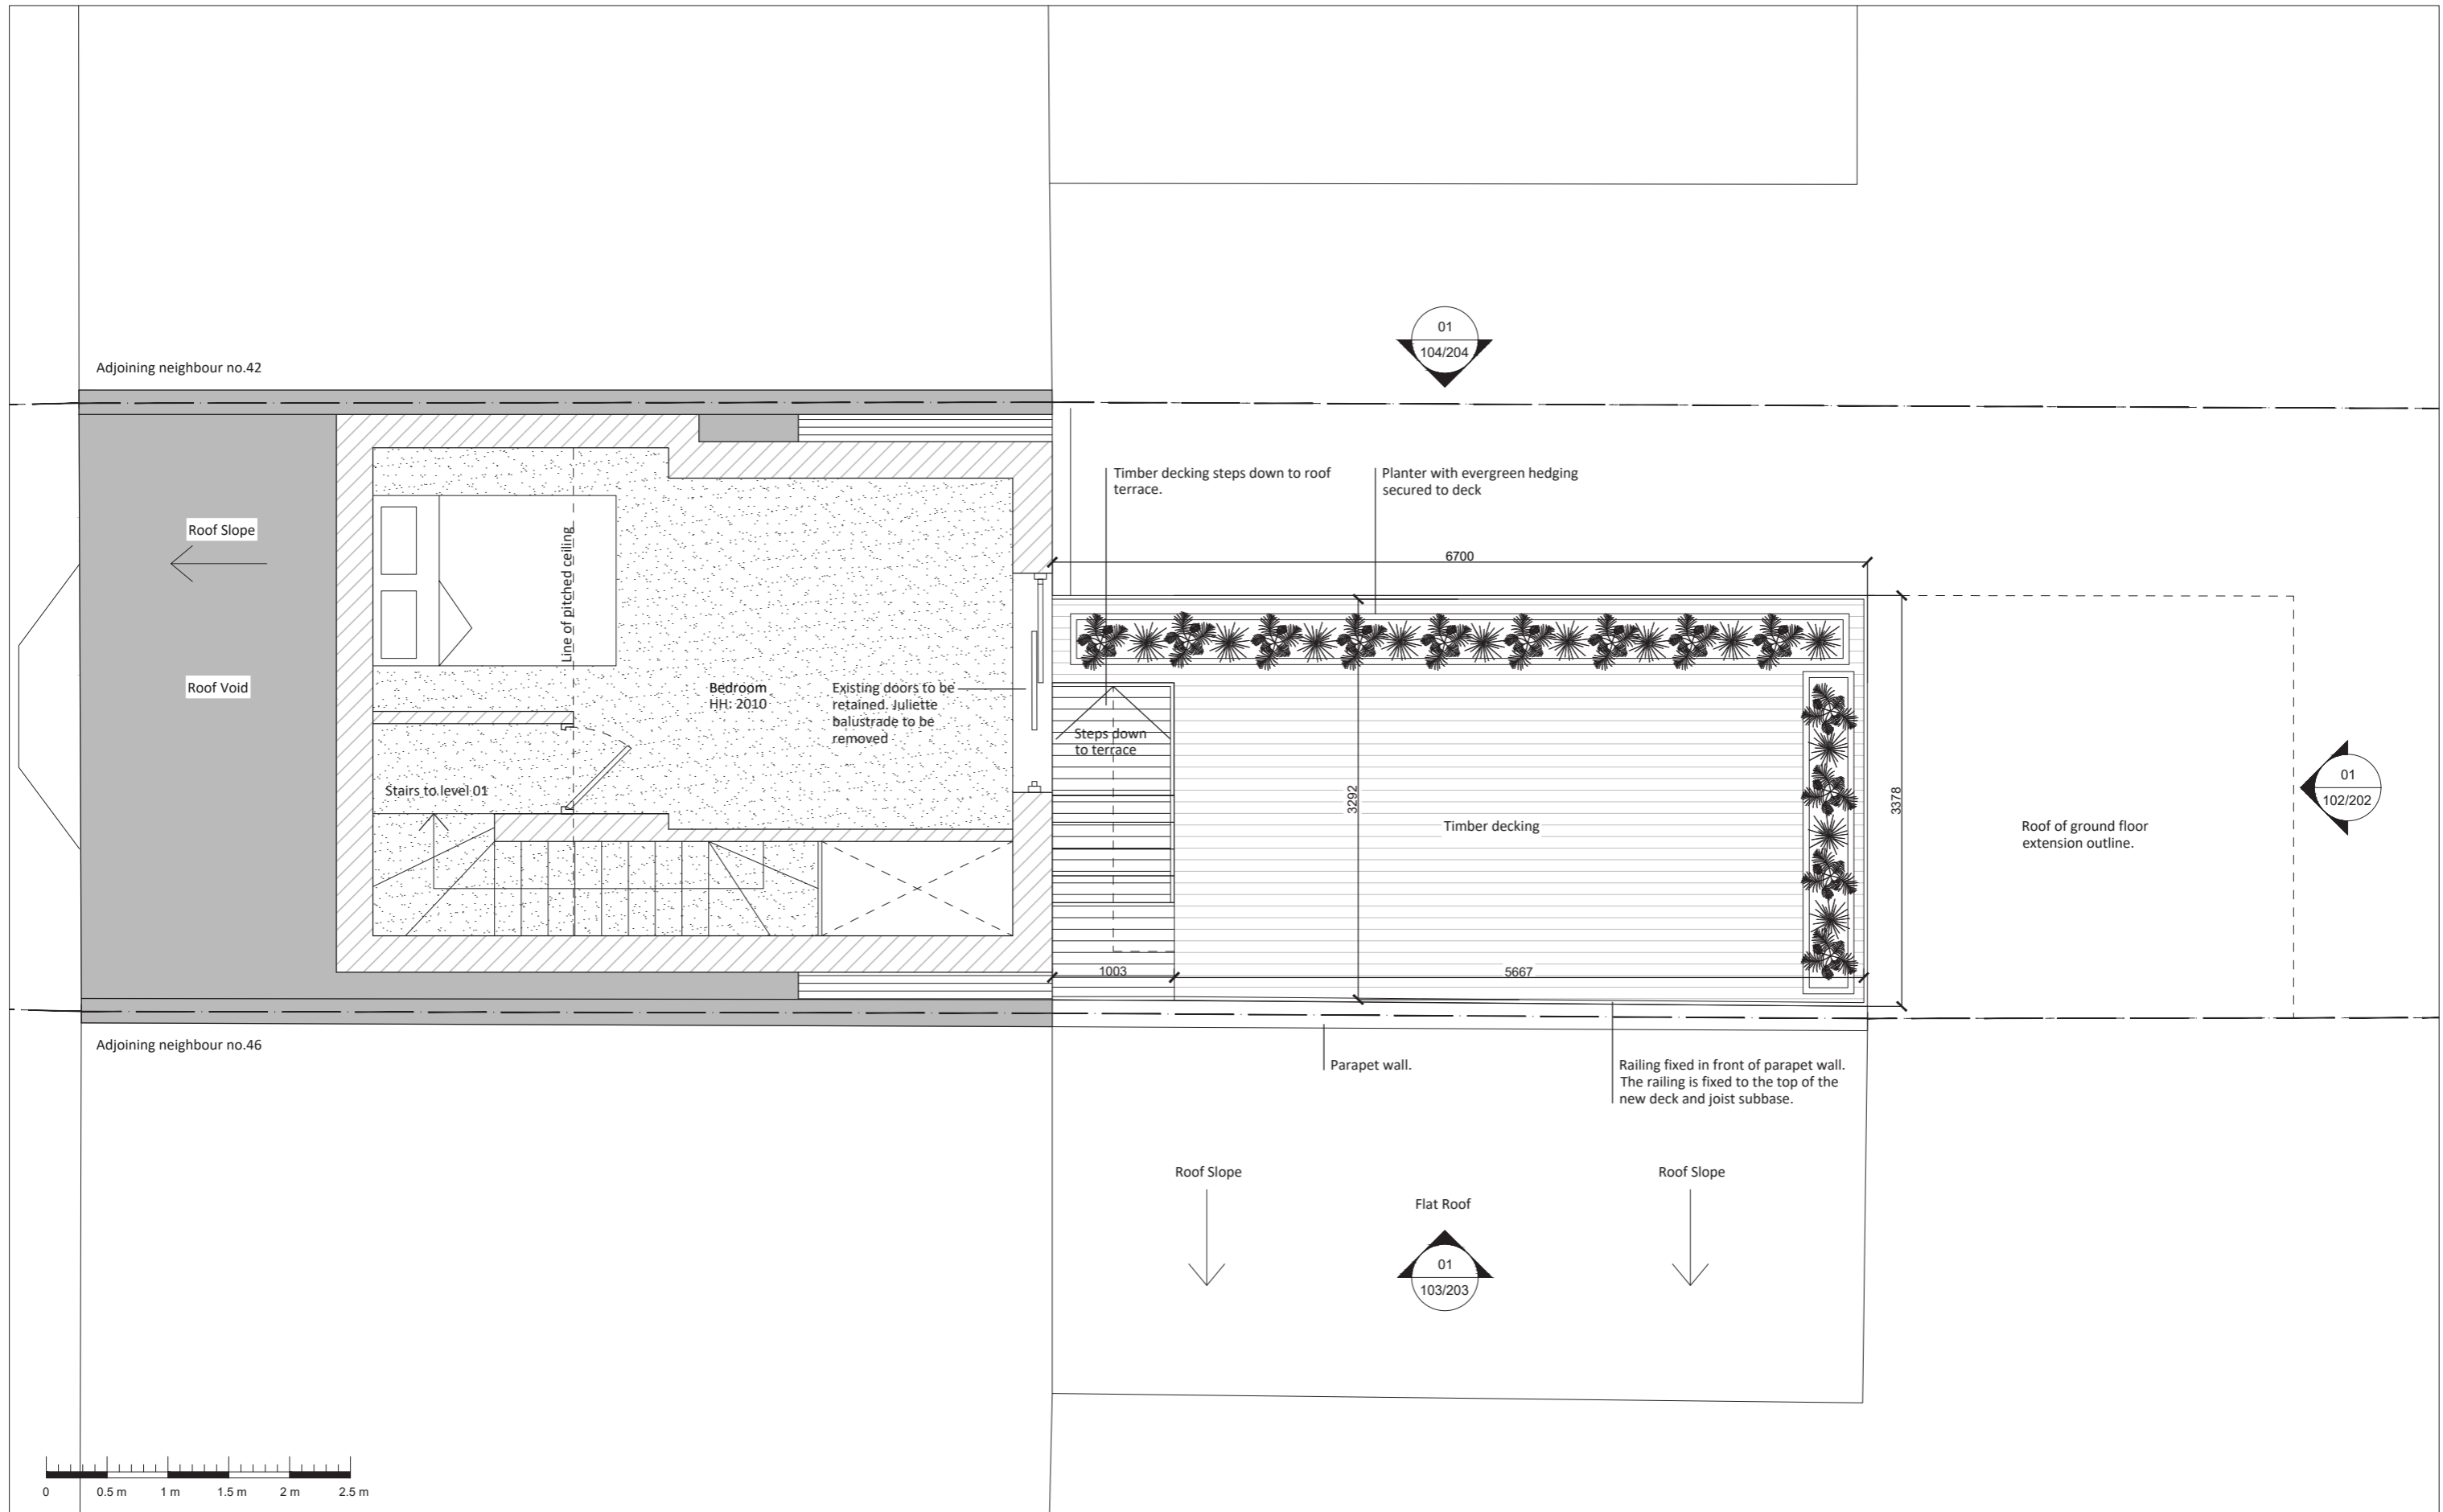 01
104/204
Adjoining neighbour no.42
Timber decking steps down to roof
terrace.
Planter with evergreen hedging
secured to deck
Roof Slope
Line of pitched ceiling
6700
Roof Void
Bedroom
HH: 2010
Existing doors to be
retained. Juliette
balustrade to be
removed
Steps down
to terrace
Stairs to level 01
3292
3378
Timber decking
Roof of ground floor
extension outline.
01
102/202
1003
5667
Adjoining neighbour no.46
Parapet wall.
Railing fixed in front of parapet wall.
The railing is fixed to the top of the
new deck and joist subbase.
Roof Slope
Roof Slope
Flat Roof
01
103/203
0 0.5 m 1 m 1.5 m 2 m 2.5 m